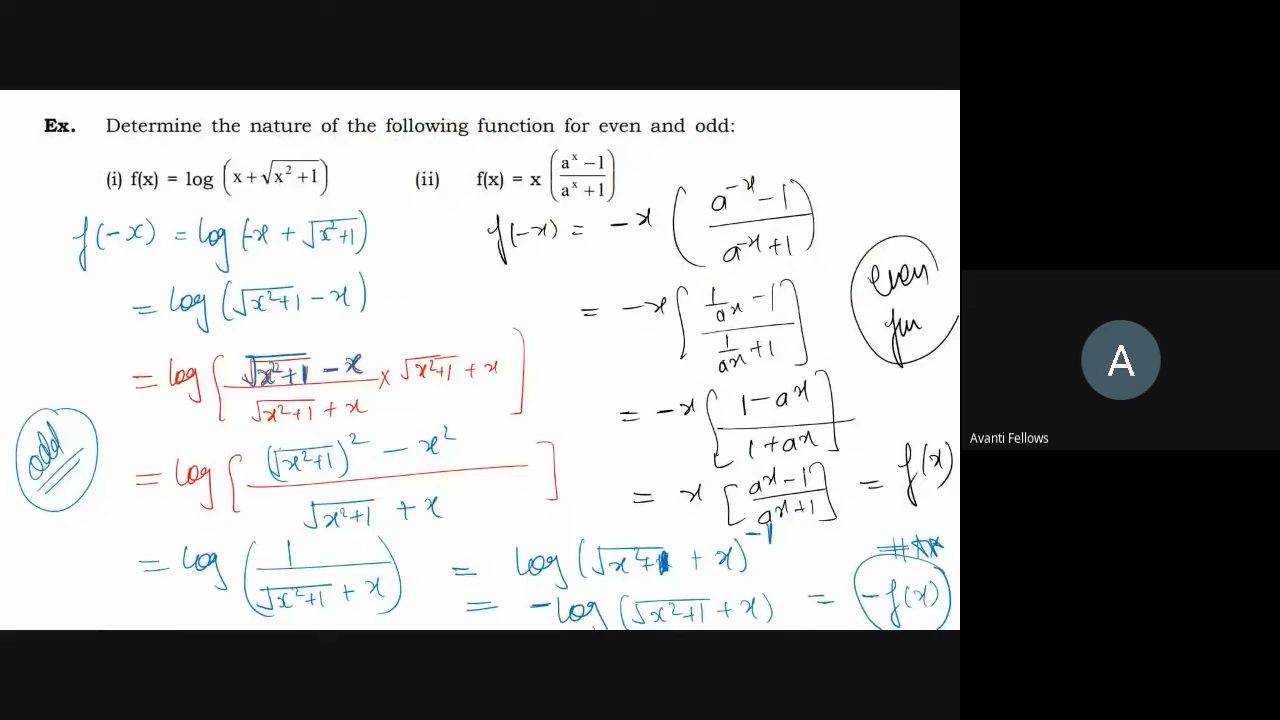 Ex. Determine the nature of the following function for even and odd:
(i) f(x) = log (x + √(x² + 1))
(ii) f(x) = x ((aˣ − 1)/(aˣ + 1))
f(-x) = log(-x + √(x²+1))
= log(√(x²+1) − x)
= log[(√(x²+1) − x)/(√(x²+1) + x) × √(x²+1) + x]
= log[((√(x²+1))² − x²)/(√(x²+1) + x)]
= log(1/(√(x²+1) + x)) = log(√(x²+1) + x)⁻¹
= -log(√(x²+1) + x) = -f(x)
odd
f(-x) = -x ((a⁻ˣ − 1)/(a⁻ˣ + 1))
= -x [(1/aˣ − 1)/(1/aˣ + 1)]
= -x [(1 − aˣ)/(1 + aˣ)]
= x [(aˣ − 1)/(aˣ + 1)] = f(x)
even
fun
A
Avanti Fellows